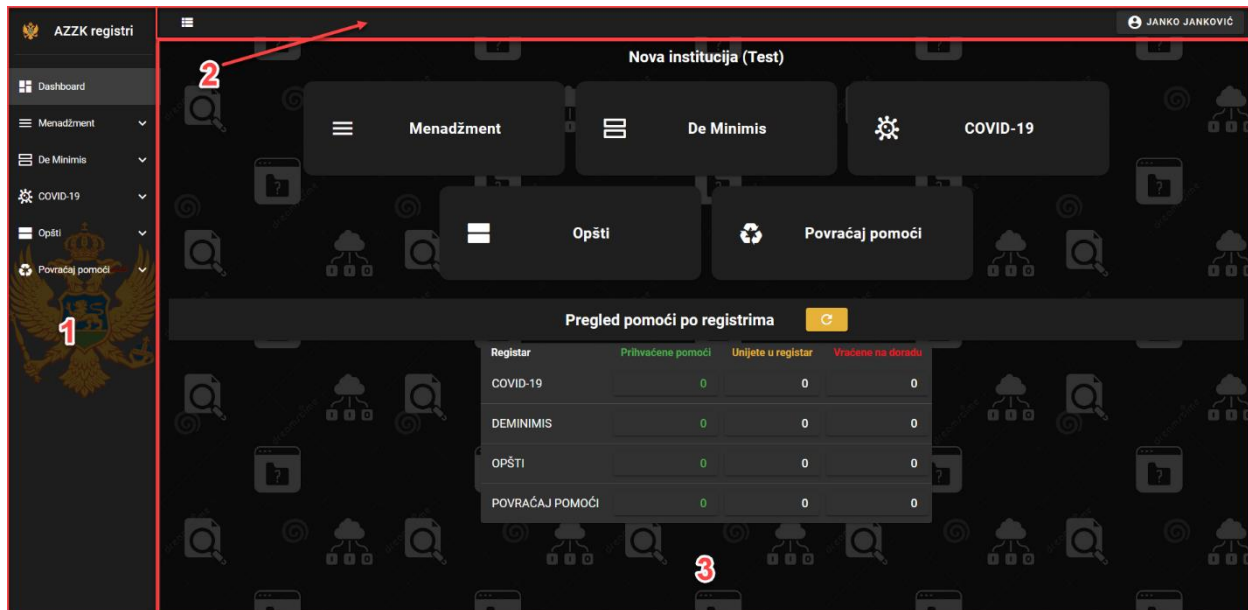 AZZK registri
JANKO JANKOVIĆ
2
Dashboard
Menadžment
De Minimis
COVID-19
Opšti
Povraćaj pomoći
1
Nova institucija (Test)
Menadžment
De Minimis
COVID-19
Opšti
Povraćaj pomoći
Pregled pomoći po registrima
Registar Prihvaćene pomoći Unijete u registar Vraćene na doradu
COVID-19 0 0 0
DEMINIMIS 0 0 0
OPŠTI 0 0 0
POVRAĆAJ POMOĆI 0 0 0
3